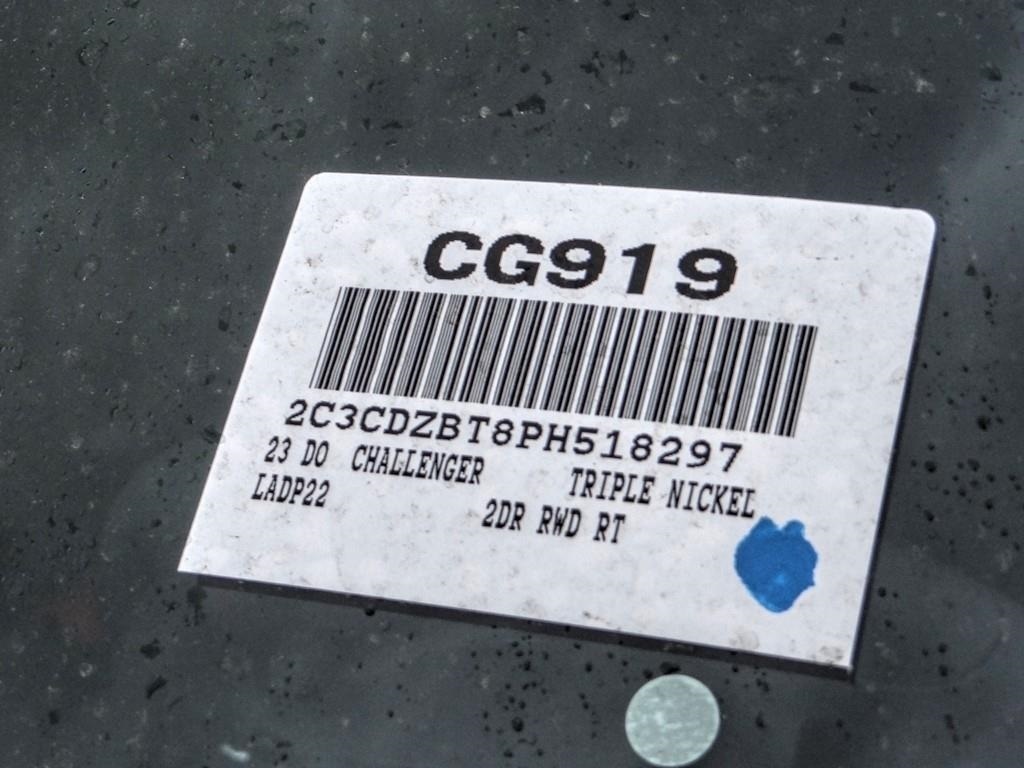 CG919
2C3CDZBT8PH518297
23 DO CHALLENGER TRIPLE NICKEL
LADP22 2DR RWD RT